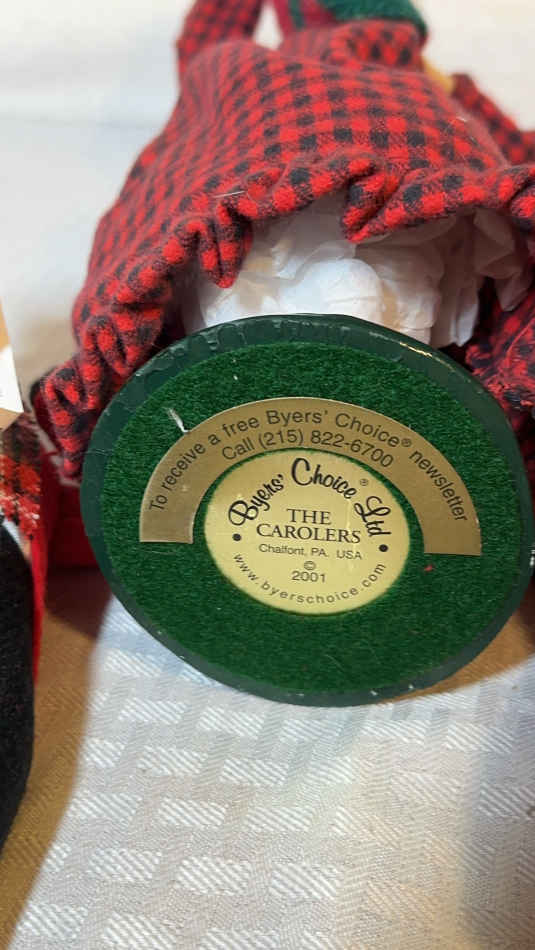 To receive a free Byers' Choice® newsletter
Call (215) 822-6700
Byers' Choice Ltd®
THE
CAROLERS
Chalfont, PA. USA
©
2001
www.byerschoice.com